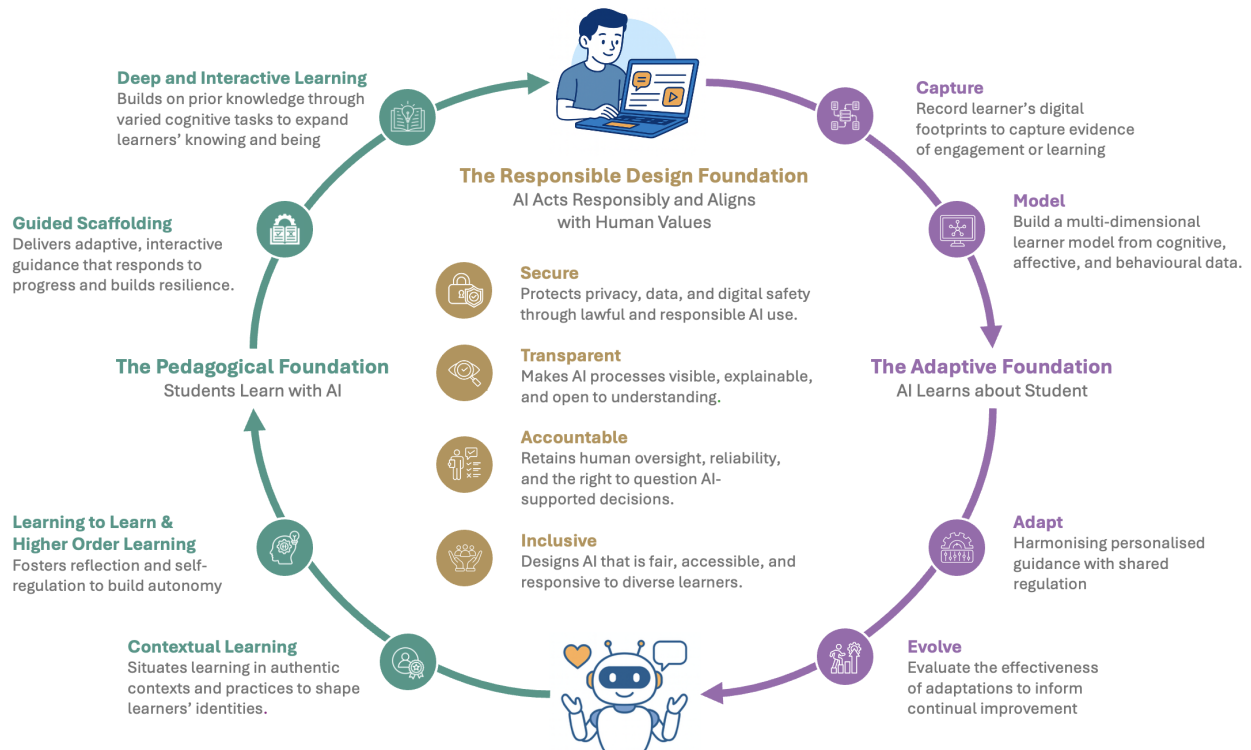 Deep and Interactive Learning
Builds on prior knowledge through
varied cognitive tasks to expand
learners’ knowing and being
Guided Scaffolding
Delivers adaptive, interactive
guidance that responds to
progress and builds resilience.
The Pedagogical Foundation
Students Learn with AI
Learning to Learn &
Higher Order Learning
Fosters reflection and self-
regulation to build autonomy
Contextual Learning
Situates learning in authentic
contexts and practices to shape
learners’ identities.
The Responsible Design Foundation
AI Acts Responsibly and Aligns
with Human Values
Secure
Protects privacy, data, and digital safety
through lawful and responsible AI use.
Transparent
Makes AI processes visible, explainable,
and open to understanding.
Accountable
Retains human oversight, reliability,
and the right to question AI-
supported decisions.
Inclusive
Designs AI that is fair, accessible, and
responsive to diverse learners.
Capture
Record learner’s digital
footprints to capture evidence
of engagement or learning
Model
Build a multi-dimensional
learner model from cognitive,
affective, and behavioural data.
The Adaptive Foundation
AI Learns about Student
Adapt
Harmonising personalised
guidance with shared
regulation
Evolve
Evaluate the effectiveness
of adaptations to inform
continual improvement